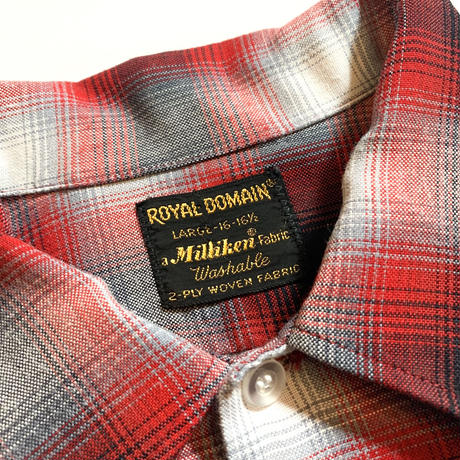 ROYAL DOMAIN®
LARGE-16-16½
a Milliken® Fabric
Washable
2-PLY WOVEN FABRIC